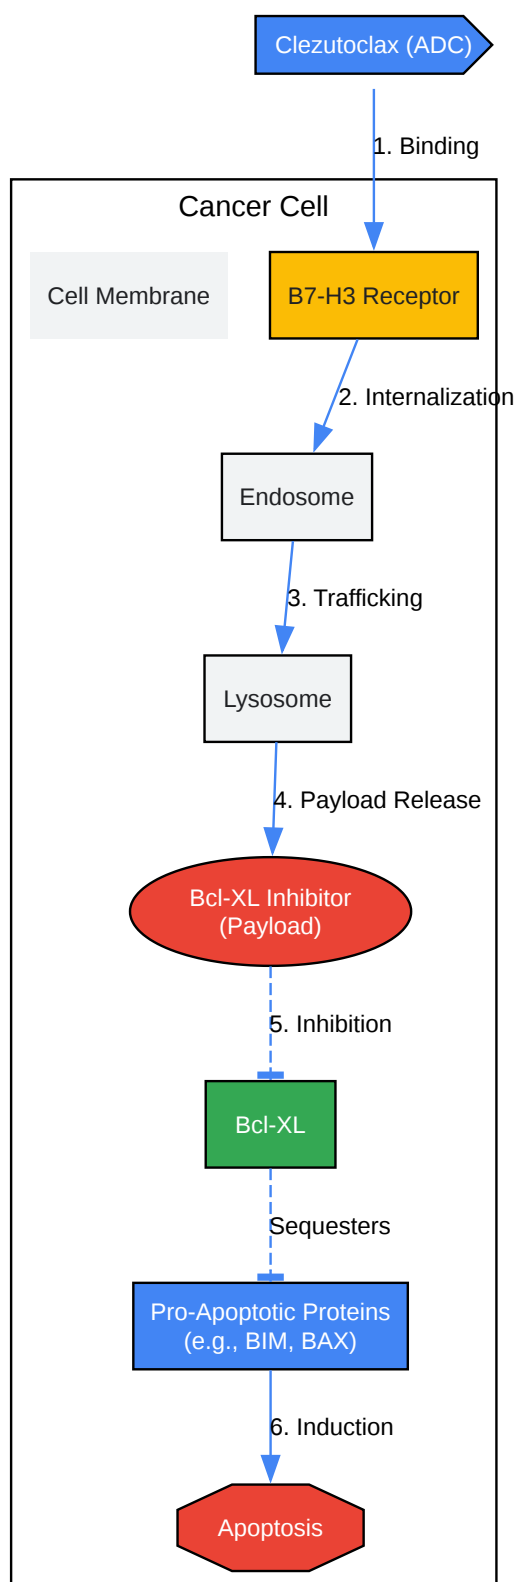 Clezutoclax (ADC)
1. Binding
Cancer Cell
Cell Membrane
B7-H3 Receptor
2. Internalization
Endosome
3. Trafficking
Lysosome
4. Payload Release
Bcl-XL Inhibitor
(Payload)
5. Inhibition
Bcl-XL
Sequesters
Pro-Apoptotic Proteins
(e.g., BIM, BAX)
6. Induction
Apoptosis